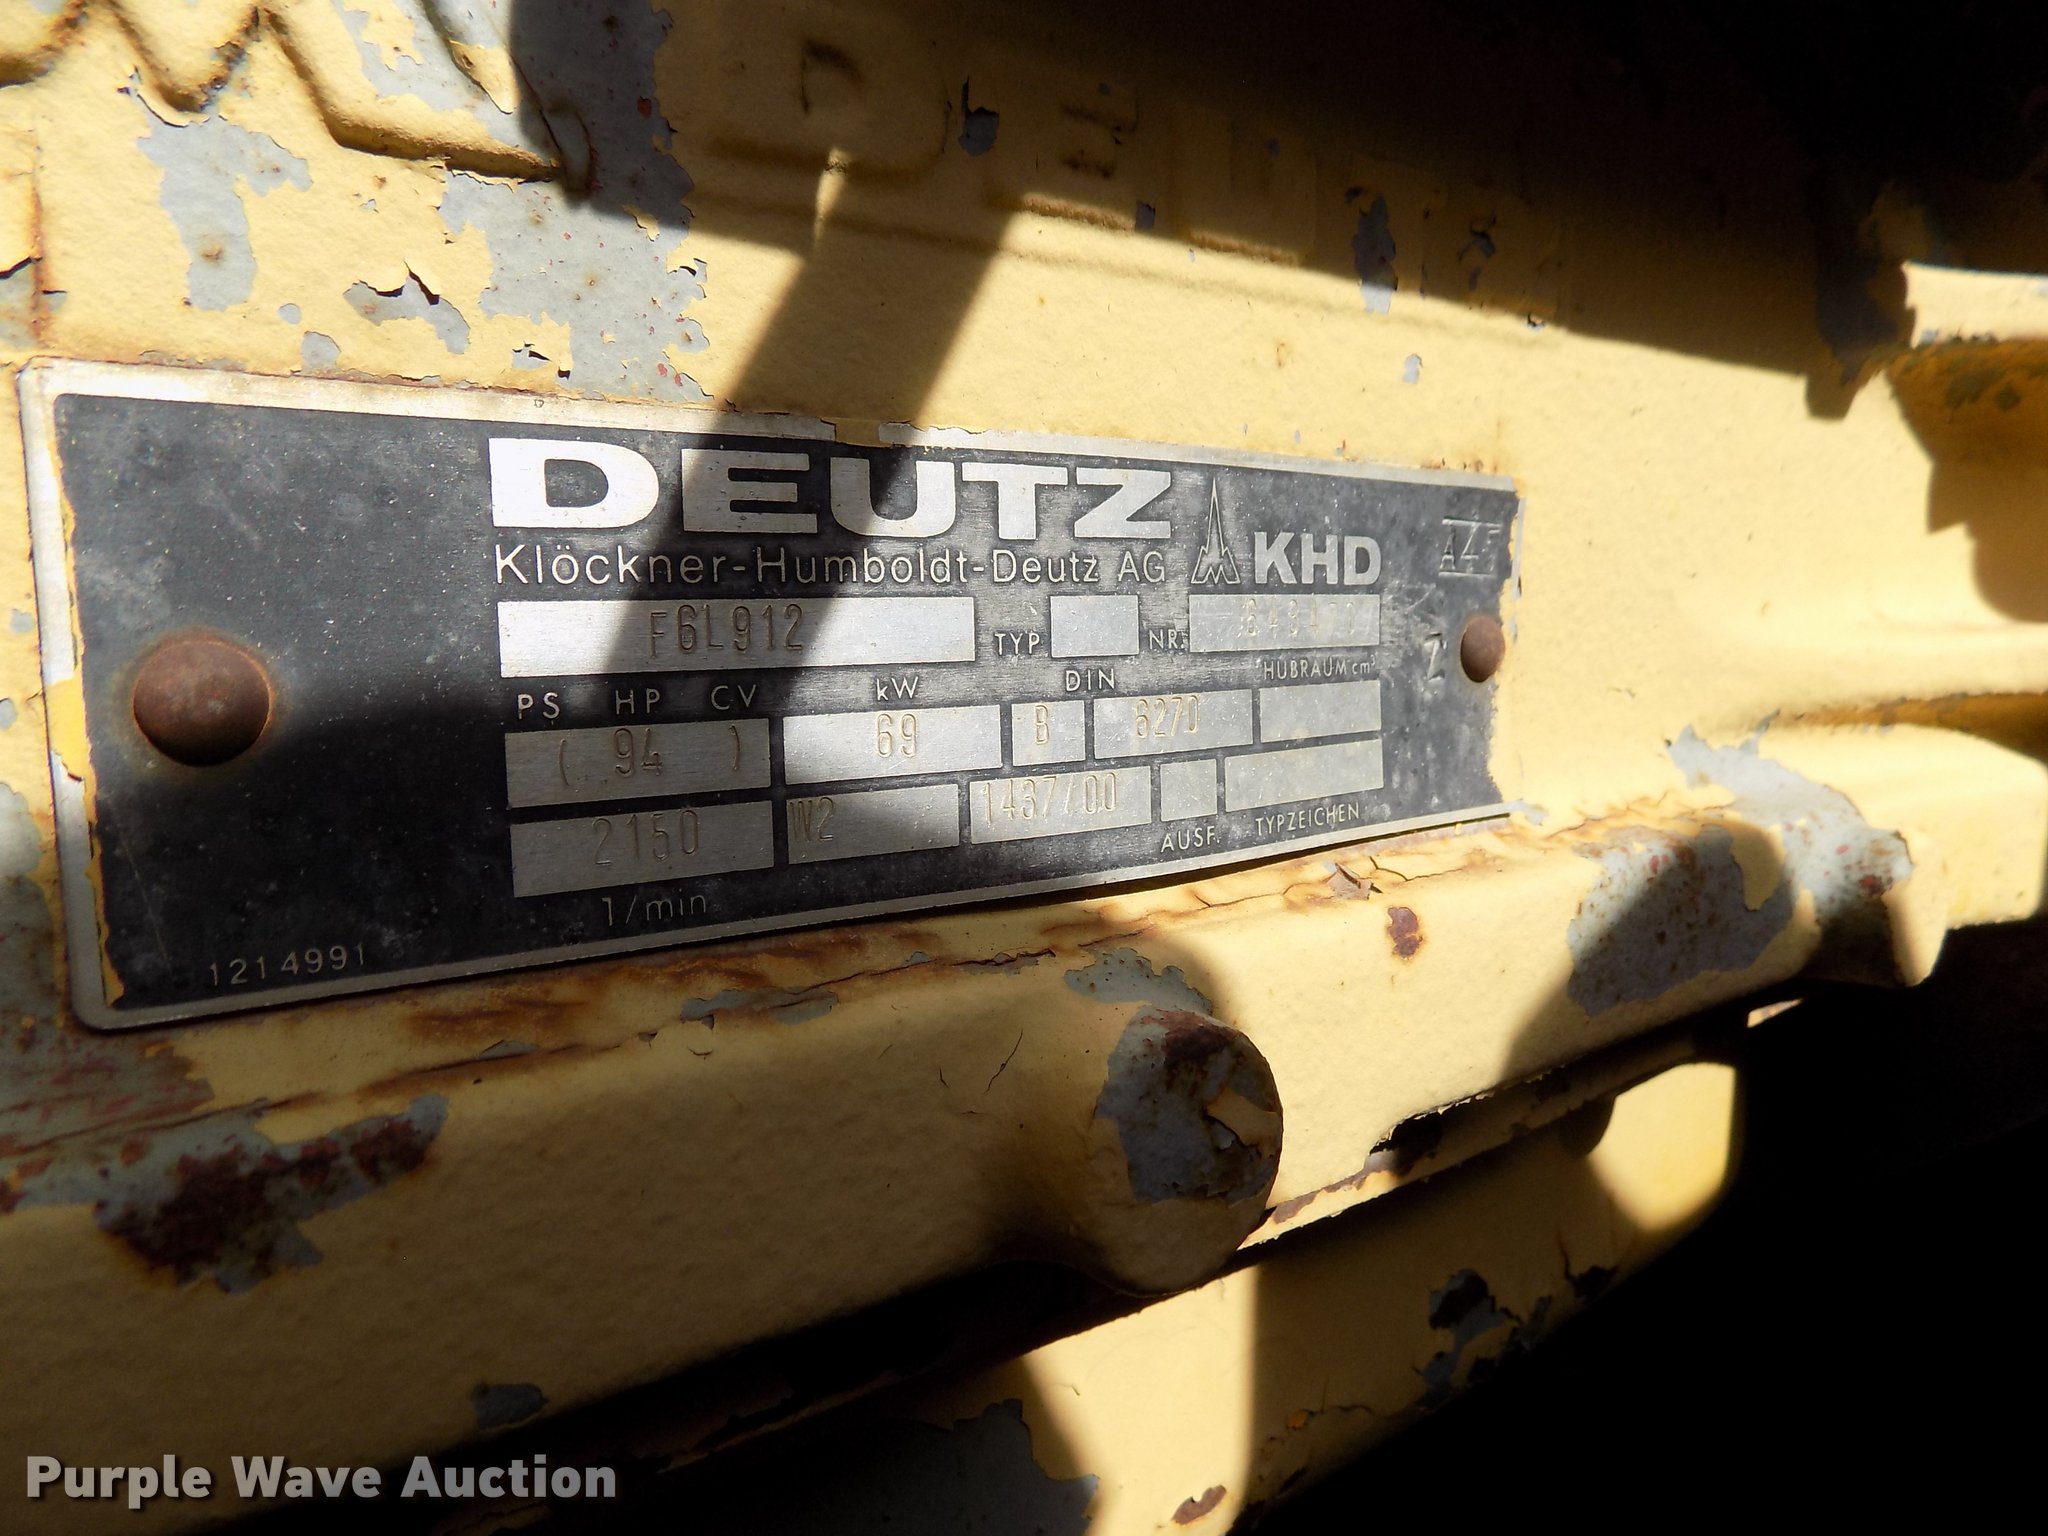 DEUTZ
Klöckner-Humboldt-Deutz AG KHD
F6L912 TYP. NR.
PS HP CV kW DIN HUBRAUM cm³
( 94 ) 69 B 6270
2150 W2 1437/00
1/min AUSF. TYPZEICHEN
Z
1214991
Purple Wave Auction